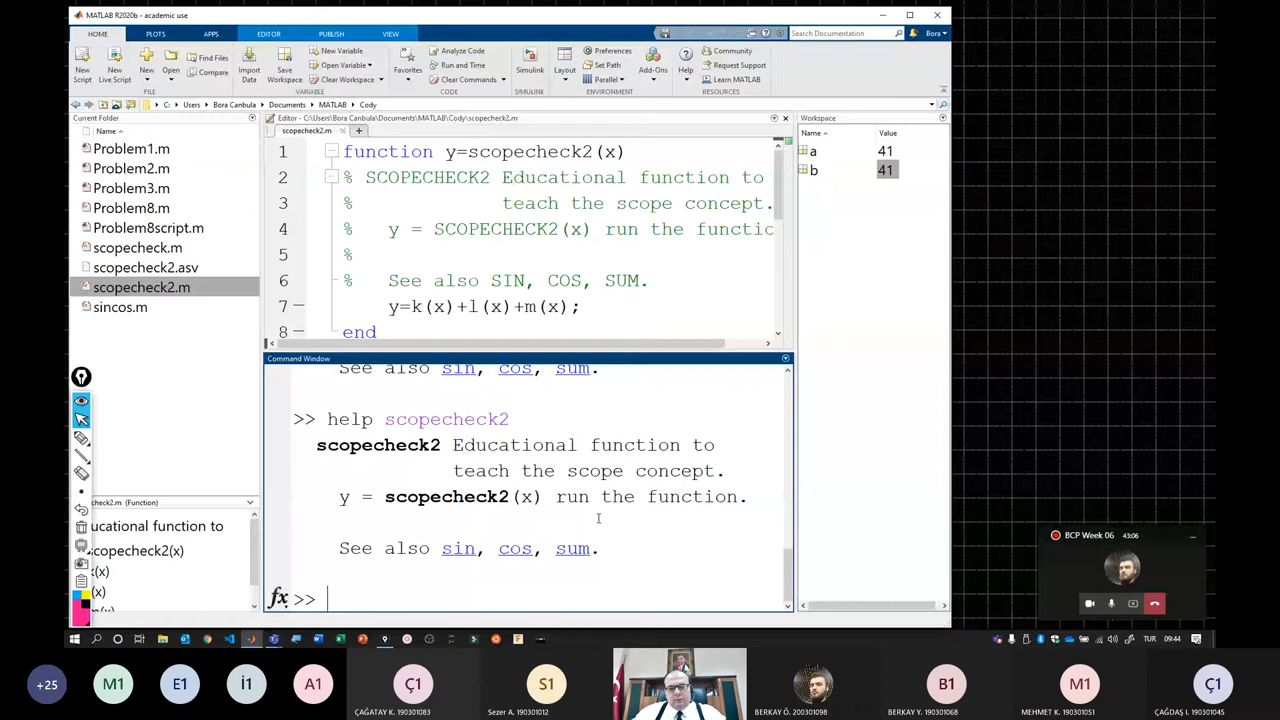 MATLAB R2020b - academic use
HOME PLOTS APPS EDITOR PUBLISH VIEW
Search Documentation
Bora
New Script
New Live Script
New
Open
Find Files
Compare
FILE
Import Data
Save Workspace
New Variable
Open Variable
Clear Workspace
VARIABLE
Favorites
Analyze Code
Run and Time
Clear Commands
CODE
Simulink
SIMULINK
Layout
Preferences
Set Path
Parallel
ENVIRONMENT
Add-Ons
Help
Community
Request Support
Learn MATLAB
RESOURCES
C: Users Bora Canbula Documents MATLAB Cody
Current Folder
Name
Problem1.m
Problem2.m
Problem3.m
Problem8.m
Problem8script.m
scopecheck.m
scopecheck2.asv
scopecheck2.m
sincos.m
ck2.m (Function)
ucational function to
copecheck2(x)
(x)
(x)
Editor - C:\Users\Bora Canbula\Documents\MATLAB\Cody\scopecheck2.m
scopecheck2.m
1 function y=scopecheck2(x)
2 % SCOPECHECK2 Educational function to
3 % teach the scope concept.
4 % y = SCOPECHECK2(x) run the functio
5 %
6 % See also SIN, COS, SUM.
7 y=k(x)+l(x)+m(x);
8 end
Command Window
See also sin, cos, sum.
>> help scopecheck2
scopecheck2 Educational function to
teach the scope concept.
y = scopecheck2(x) run the function.
See also sin, cos, sum.
fx >>
Workspace
Name Value
a 41
b 41
BCP Week 06 43:06
TUR 09:44
+25
M1
E1
İ1
A1
Ç1
ÇAĞATAY K. 190301083
S1
Sezer A. 190301012
BERKAY Ö. 200301098
B1
BERKAY Y. 190301068
M1
MEHMET K. 190301051
Ç1
ÇAĞDAŞ I. 190301045